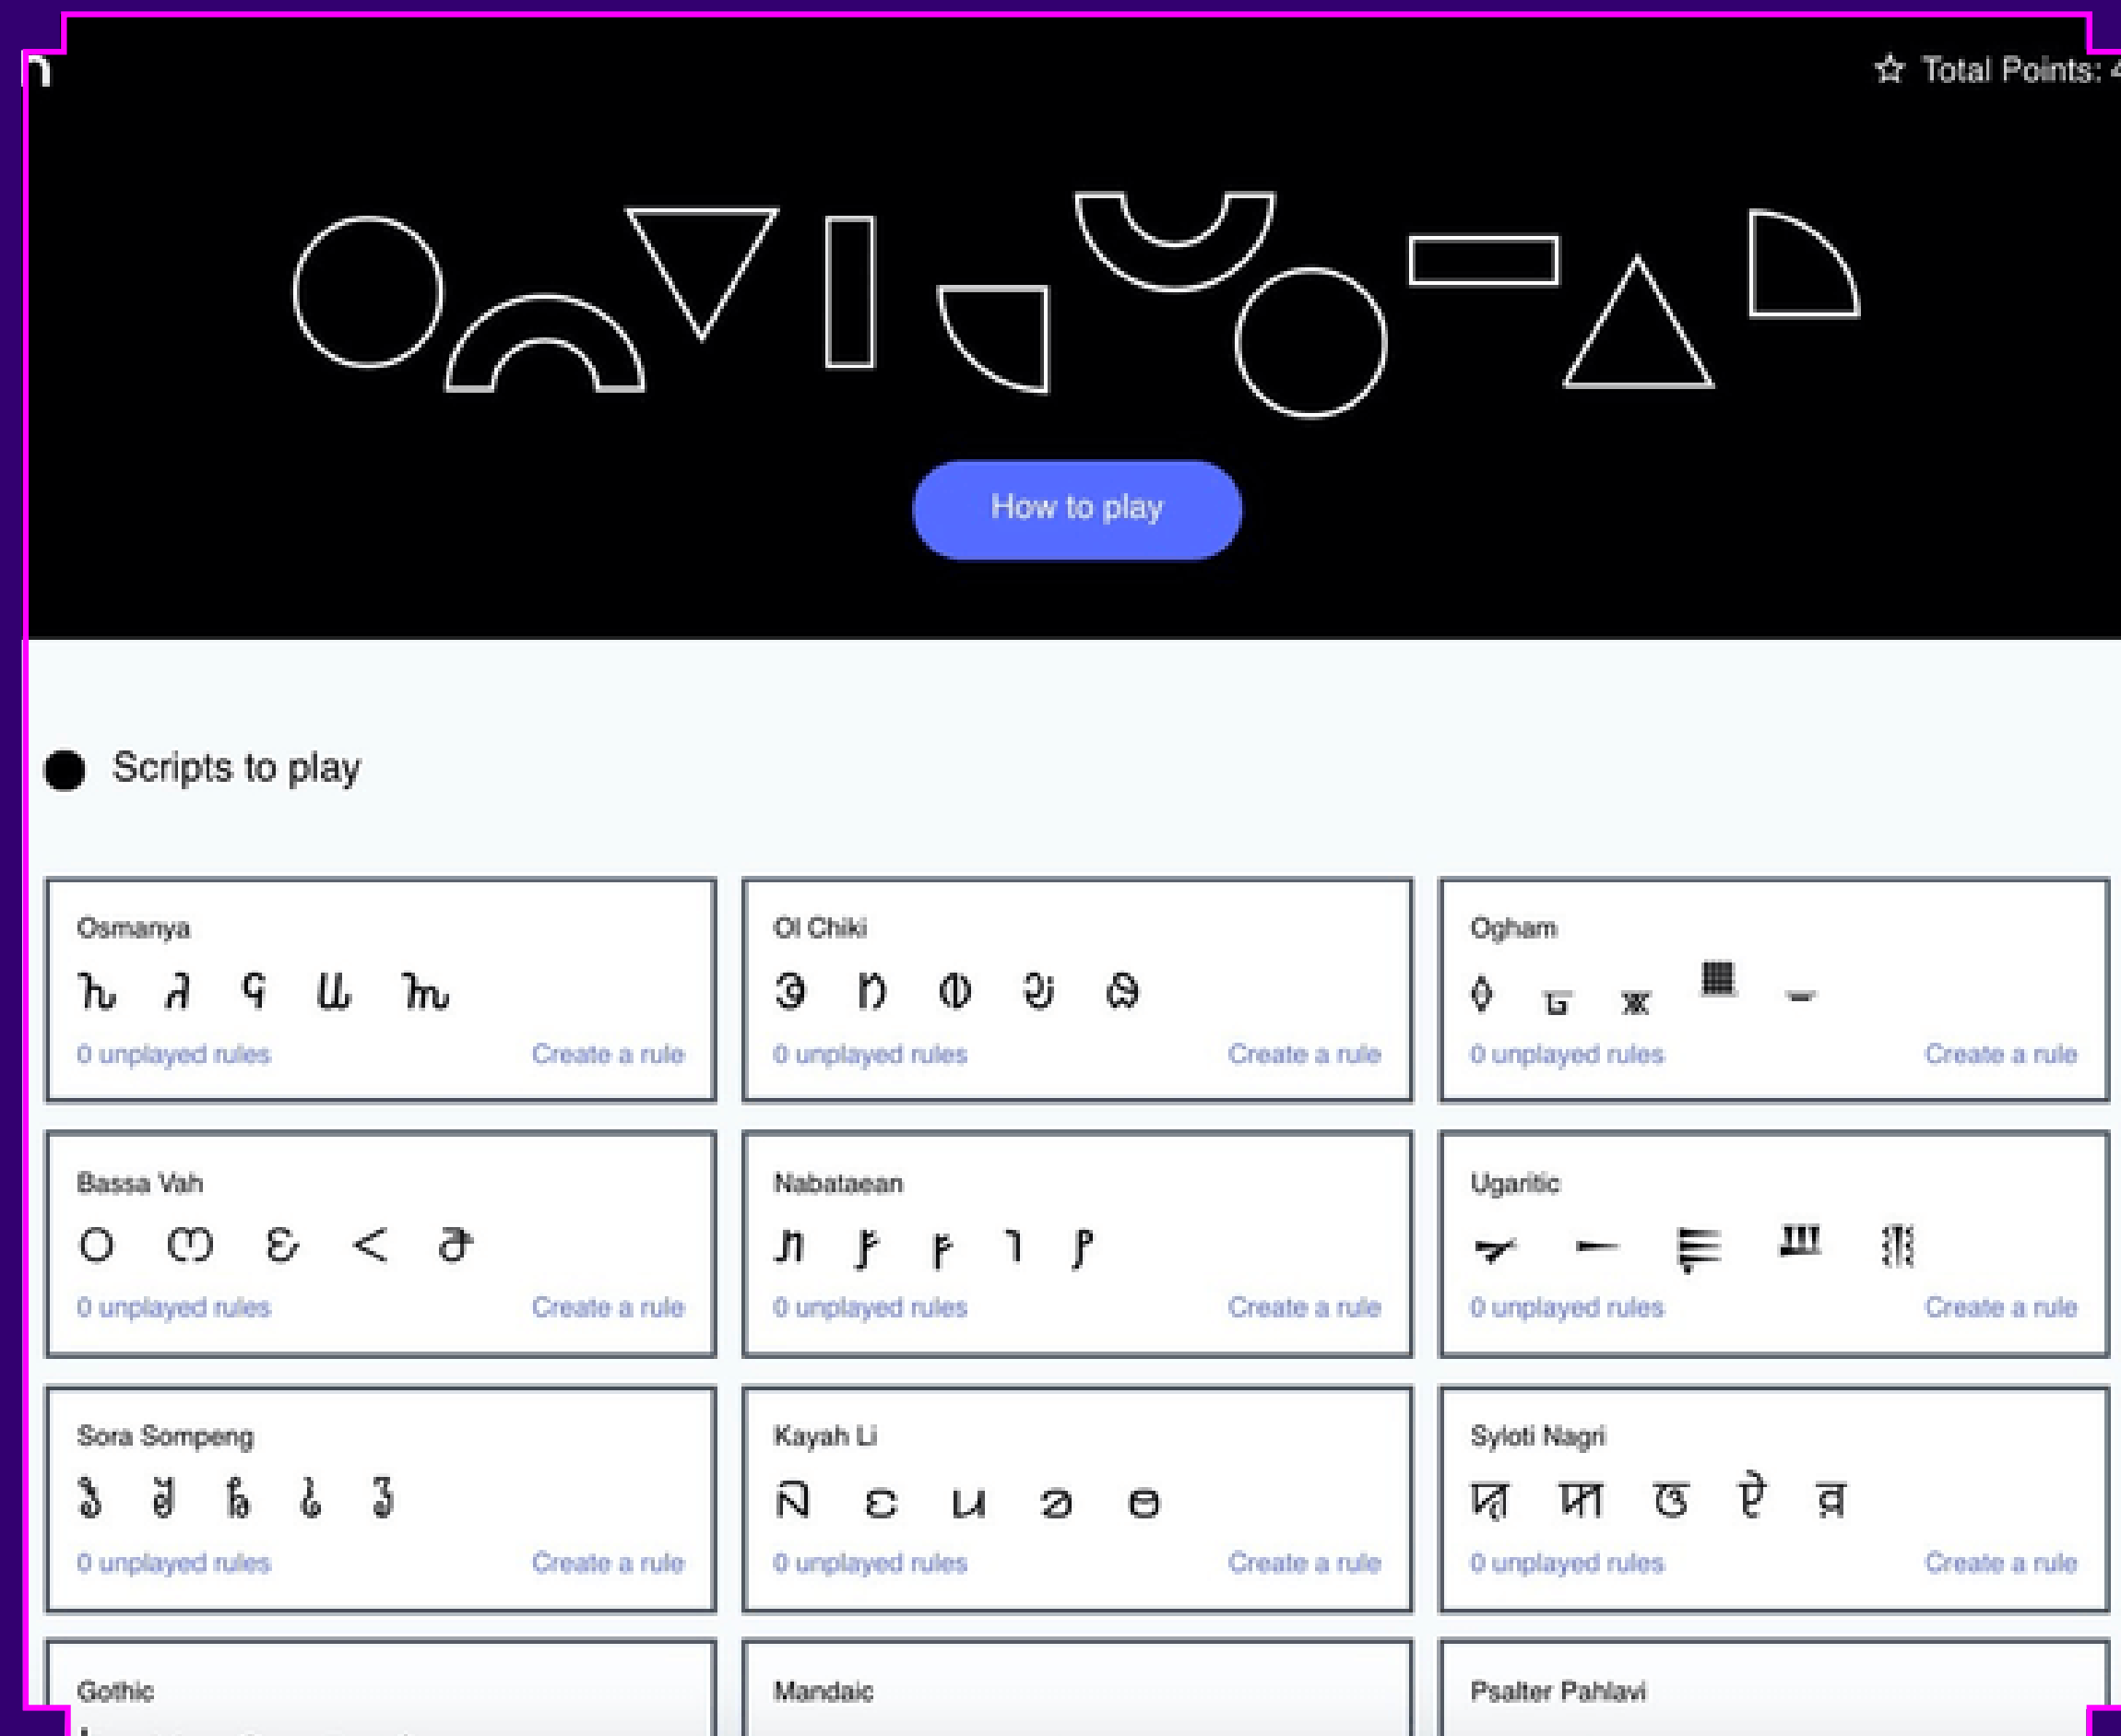 Total Points:
How to play
Scripts to play
Osmanya
0 unplayed rules Create a rule
Ol Chiki
0 unplayed rules Create a rule
Ogham
0 unplayed rules Create a rule
Bassa Vah
0 unplayed rules Create a rule
Nabataean
0 unplayed rules Create a rule
Ugaritic
0 unplayed rules Create a rule
Sora Sompeng
0 unplayed rules Create a rule
Kayah Li
0 unplayed rules Create a rule
Syloti Nagri
0 unplayed rules Create a rule
Gothic
Mandaic
Psalter Pahlavi